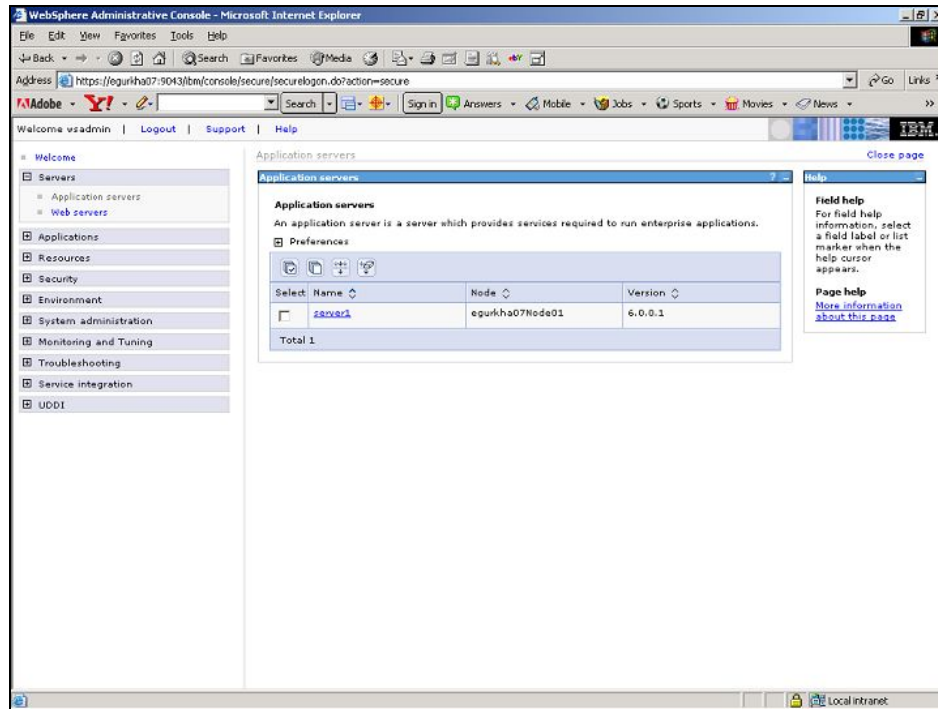 WebSphere Administrative Console - Microsoft Internet Explorer
File Edit View Favorites Tools Help
Back Search Favorites Media
Address https://egurkha07:9043/ibm/console/secure/securelogon.do?action=secure Go Links
Adobe Y! Search Sign in Answers Mobile Jobs Sports Movies News »
Welcome vsadmin | Logout | Support | Help IBM.
Welcome
Servers
Application servers
Web servers
Applications
Resources
Security
Environment
System administration
Monitoring and Tuning
Troubleshooting
Service integration
UDDI
Application servers Close page
Application servers ? -
Application servers
An application server is a server which provides services required to run enterprise applications.
Preferences
Select Name Node Version
server1 egurkha07Node01 6.0.0.1
Total 1
Help -
Field help
For field help
information, select
a field label or list
marker when the
help cursor
appears.
Page help
More information
about this page
Local intranet